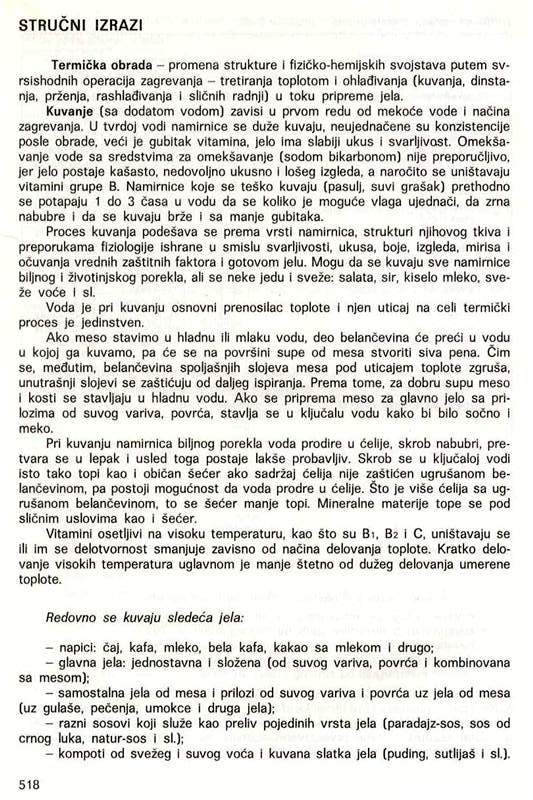 STRUČNI IZRAZI
Termička obrada – promena strukture i fizičko-hemijskih svojstava putem sv-
rsishodnih operacija zagrevanja – tretiranja toplotom i ohlađivanja (kuvanja, dinsta-
nja, prženja, rashlađivanja i sličnih radnji) u toku pripreme jela.
Kuvanje (sa dodatom vodom) zavisi u prvom redu od mekoće vode i načina
zagrevanja. U tvrdoj vodi namirnice se duže kuvaju, neujednačene su konzistencije
posle obrade, veći je gubitak vitamina, jelo ima slabiji ukus i svarljivost. Omekša-
vanje vode sa sredstvima za omekšavanje (sodom bikarbonom) nije preporučljivo,
jer jelo postaje kašasto, nedovoljno ukusno i lošeg izgleda, a naročito se uništavaju
vitamini grupe B. Namirnice koje se teško kuvaju (pasulj, suvi grašak) prethodno
se potapaju 1 do 3 časa u vodu da se koliko je moguće vlaga ujednači, da zrna
nabubre i da se kuvaju brže i sa manje gubitaka.
Proces kuvanja podešava se prema vrsti namirnica, strukturi njihovog tkiva i
preporukama fiziologije ishrane u smislu svarljivosti, ukusa, boje, izgleda, mirisa i
očuvanja vrednih zaštitnih faktora i gotovom jelu. Mogu da se kuvaju sve namirnice
biljnog i životinjskog porekla, ali se neke jedu i sveže: salata, sir, kiselo mleko, sve-
že voće i sl.
Voda je pri kuvanju osnovni prenosilac toplote i njen uticaj na celi termički
proces je jedinstven.
Ako meso stavimo u hladnu ili mlaku vodu, deo belančevina će preći u vodu
u kojoj ga kuvamo, pa će se na površini supe od mesa stvoriti siva pena. Čim
se, međutim, belančevina spoljašnjih slojeva mesa pod uticajem toplote zgruša,
unutrašnji slojevi se zaštićuju od daljeg ispiranja. Prema tome, za dobru supu meso
i kosti se stavljaju u hladnu vodu. Ako se priprema meso za glavno jelo sa pri-
lozima od suvog variva, povrća, stavlja se u ključalu vodu kako bi bilo sočno i
meko.
Pri kuvanju namirnica biljnog porekla voda prodire u ćelije, skrob nabubri, pre-
tvara se u lepak i usled toga postaje lakše probavljiv. Skrob se u ključaloj vodi
isto tako topi kao i običan šećer ako sadržaj ćelija nije zaštićen ugrušanom be-
lančevinom, pa postoji mogućnost da voda prodre u ćelije. Što je više ćelija sa ug-
rušanom belančevinom, to se šećer manje topi. Mineralne materije tope se pod
sličnim uslovima kao i šećer.
Vitamini osetljivi na visoku temperaturu, kao što su B1, B2 i C, uništavaju se
ili im se delotvornost smanjuje zavisno od načina delovanja toplote. Kratko delo-
vanje visokih temperatura uglavnom je manje štetno od dužeg delovanja umerene
toplote.
Redovno se kuvaju sledeća jela:
– napici: čaj, kafa, mleko, bela kafa, kakao sa mlekom i drugo;
– glavna jela: jednostavna i složena (od suvog variva, povrća i kombinovana
sa mesom);
– samostalna jela od mesa i prilozi od suvog variva i povrća uz jela od mesa
(uz gulaše, pečenja, umokce i druga jela);
– razni sosovi koji služe kao preliv pojedinih vrsta jela (paradajz-sos, sos od
crnog luka, natur-sos i sl.);
– kompoti od svežeg i suvog voća i kuvana slatka jela (puding, sutlijaš i sl.).
518